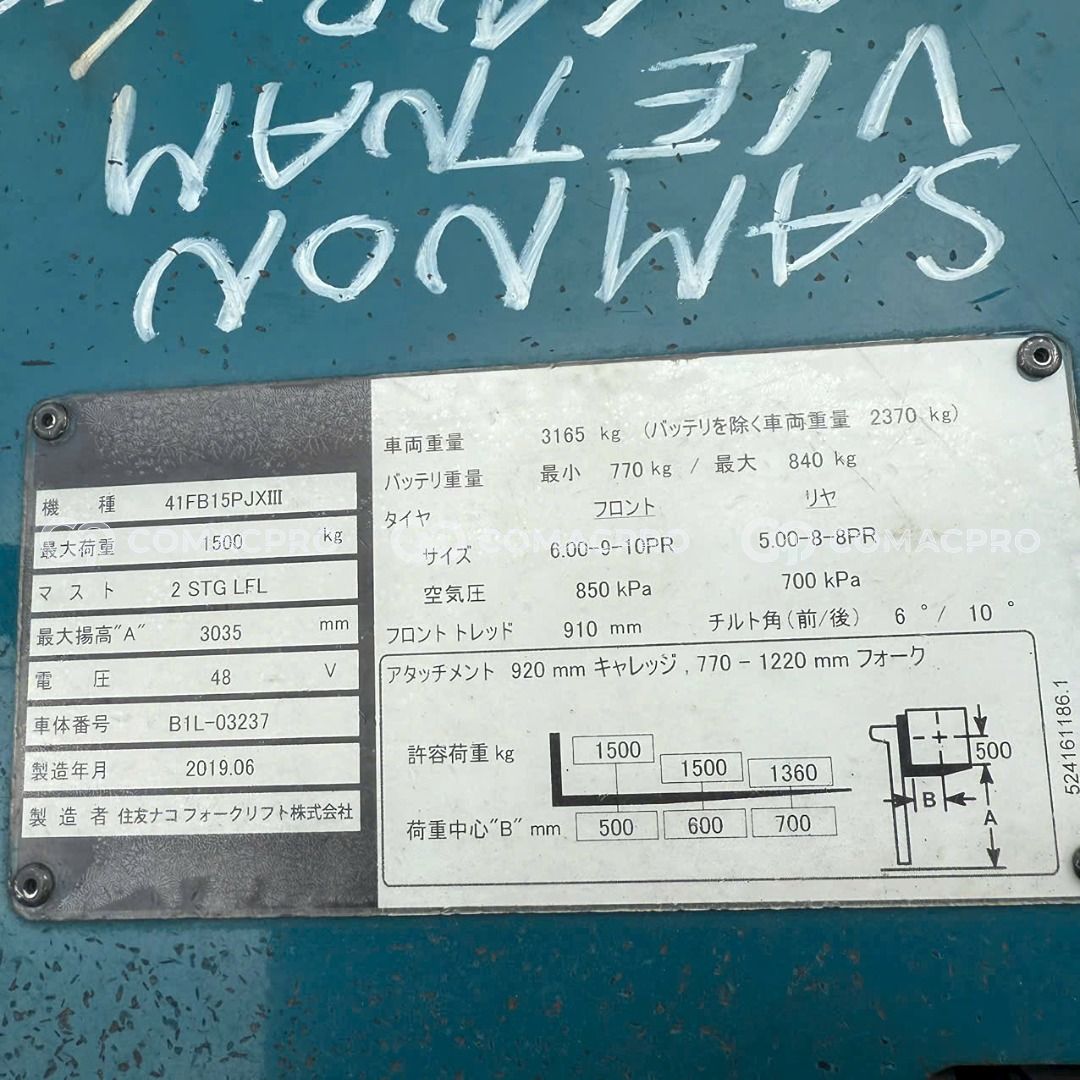 VIETNAM
SAMNON
機種 41FB15PJXIII
最大荷重 1500 kg
マスト 2 STG LFL
最大揚高"A" 3035 mm
電圧 48 V
車体番号 B1L-03237
製造年月 2019.06
製造者 住友ナコ フォークリフト株式会社
車両重量 3165 kg (バッテリを除く車両重量 2370 kg)
バッテリ重量 最小 770 kg / 最大 840 kg
タイヤ フロント リヤ
サイズ 6.00-9-10PR 5.00-8-8PR
空気圧 850 kPa 700 kPa
フロント トレッド 910 mm チルト角(前/後) 6 ° / 10 °
アタッチメント 920 mm キャレッジ , 770 - 1220 mm フォーク
許容荷重 kg 1500 1500 1360
荷重中心"B" mm 500 600 700
500
B
A
524161186.1
COMACPRO COMACPRO COMACPRO